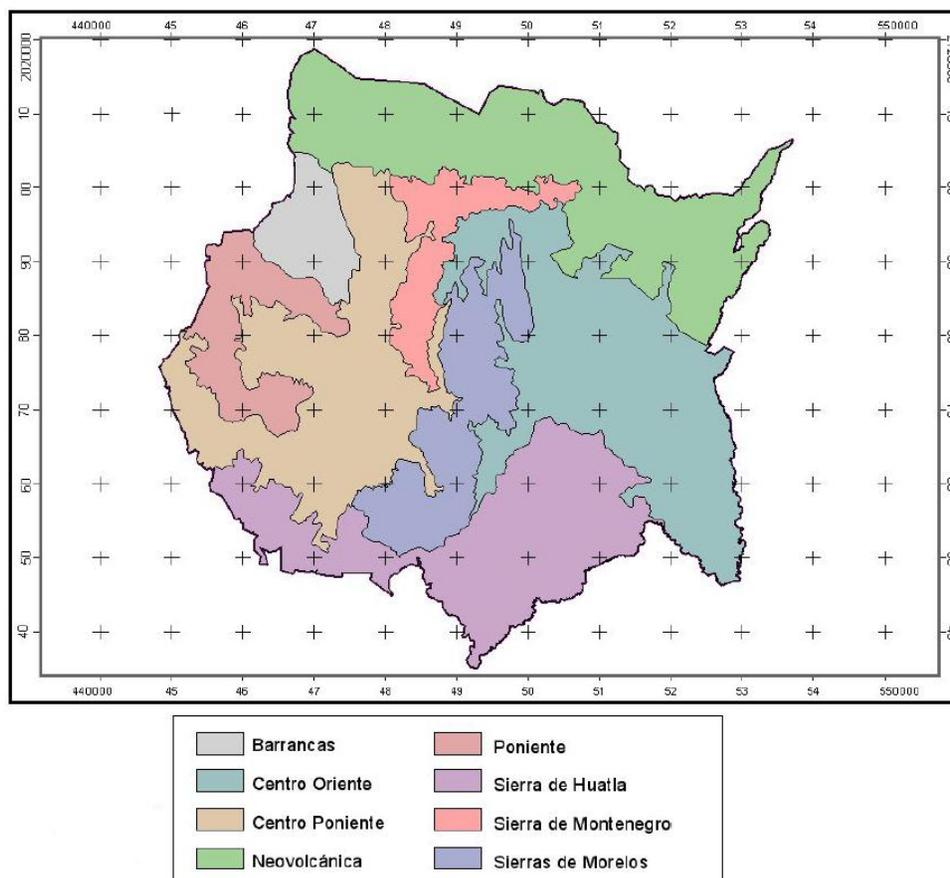 440000 45 46 47 48 49 50 51 52 53 54 550000
2020000
10
00
90
80
70
60
50
40
440000 45 46 47 48 49 50 51 52 53 54 550000
Barrancas
Poniente
Centro Oriente
Sierra de Huatla
Centro Poniente
Sierra de Montenegro
Neovolcánica
Sierras de Morelos